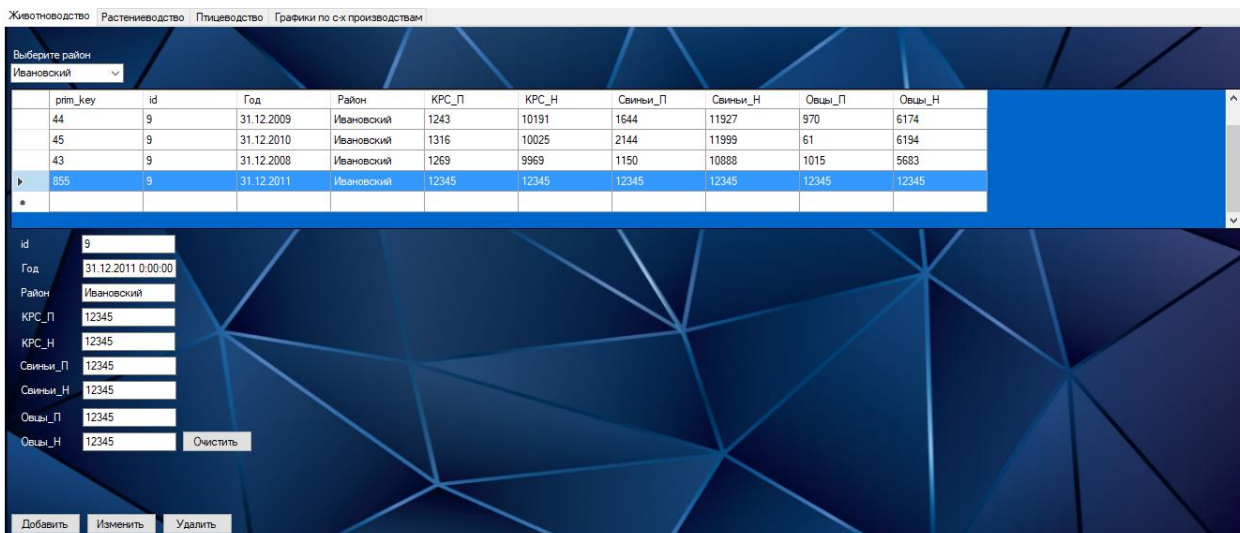 Животноводство Растениеводство Птицеводство Графики по с-х производствам
Выберите район
Ивановский
prim_key id Год Район КРС_П КРС_Н Свиньи_П Свиньи_Н Овцы_П Овцы_Н
44 9 31.12.2009 Ивановский 1243 10191 1644 11927 970 6174
45 9 31.12.2010 Ивановский 1316 10025 2144 11999 61 6194
43 9 31.12.2008 Ивановский 1269 9969 1150 10888 1015 5683
855 9 31.12.2011 Ивановский 12345 12345 12345 12345 12345 12345
id 9
Год 31.12.2011 0:00:00
Район Ивановский
КРС_П 12345
КРС_Н 12345
Свиньи_П 12345
Свиньи_Н 12345
Овцы_П 12345
Овцы_Н 12345 Очистить
Добавить Изменить Удалить